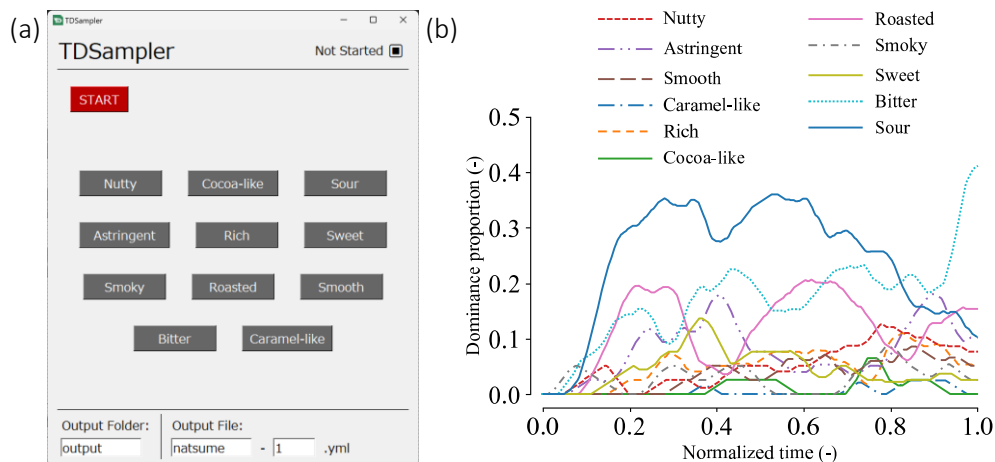 (a)
TDSampler
TDSampler
Not Started
START
Nutty
Cocoa-like
Sour
Astringent
Rich
Sweet
Smoky
Roasted
Smooth
Bitter
Caramel-like
Output Folder:
output
Output File:
natsume - 1 .yml
(b)
Nutty
Astringent
Smooth
Caramel-like
Rich
Cocoa-like
Roasted
Smoky
Sweet
Bitter
Sour
Dominance proportion (-)
0.5
0.4
0.3
0.2
0.1
0.0
0.0 0.2 0.4 0.6 0.8 1.0
Normalized time (-)